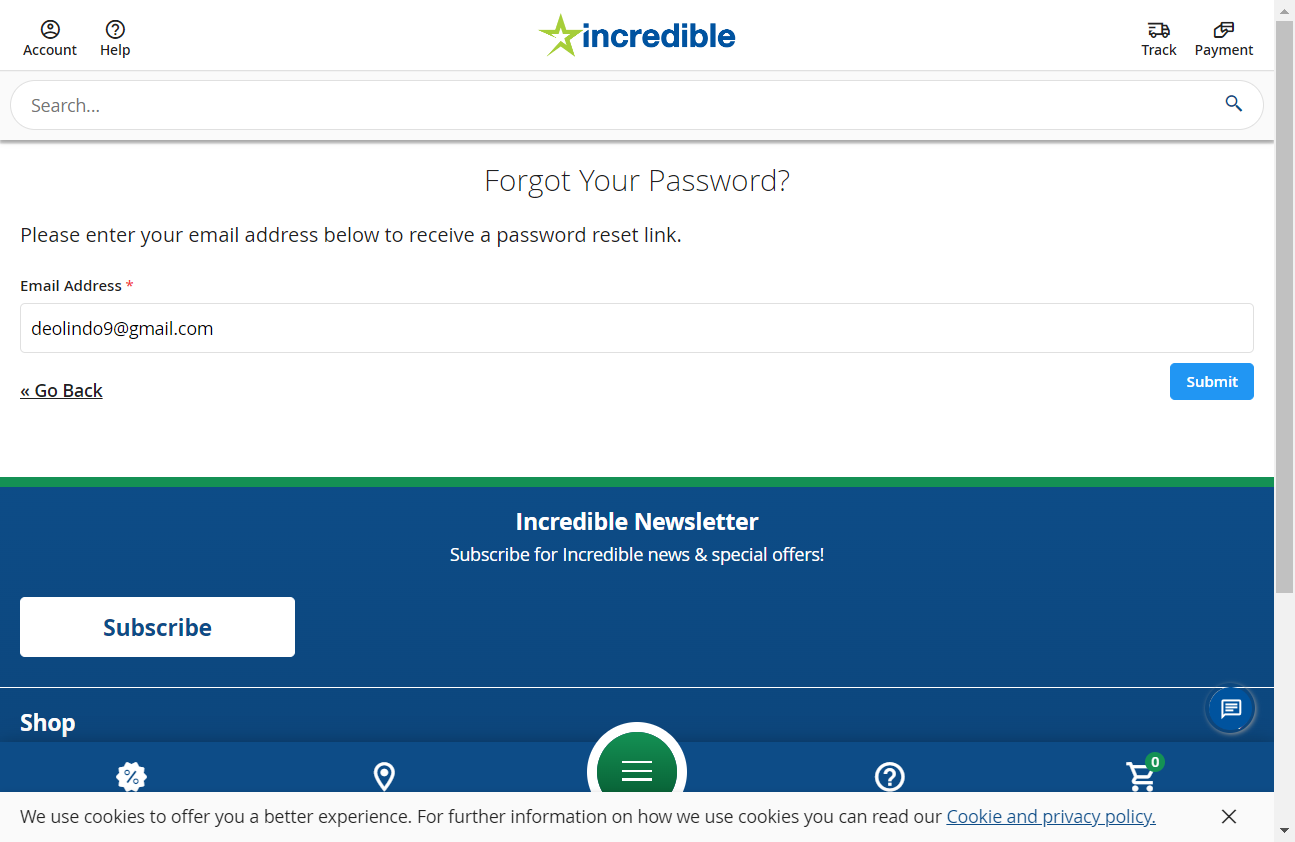 Account
Help
incredible
Track
Payment
Search...
Forgot Your Password?
Please enter your email address below to receive a password reset link.
Email Address *
deolindo9@gmail.com
« Go Back
Submit
Incredible Newsletter
Subscribe for Incredible news & special offers!
Subscribe
Shop
%
0
We use cookies to offer you a better experience. For further information on how we use cookies you can read our Cookie and privacy policy.